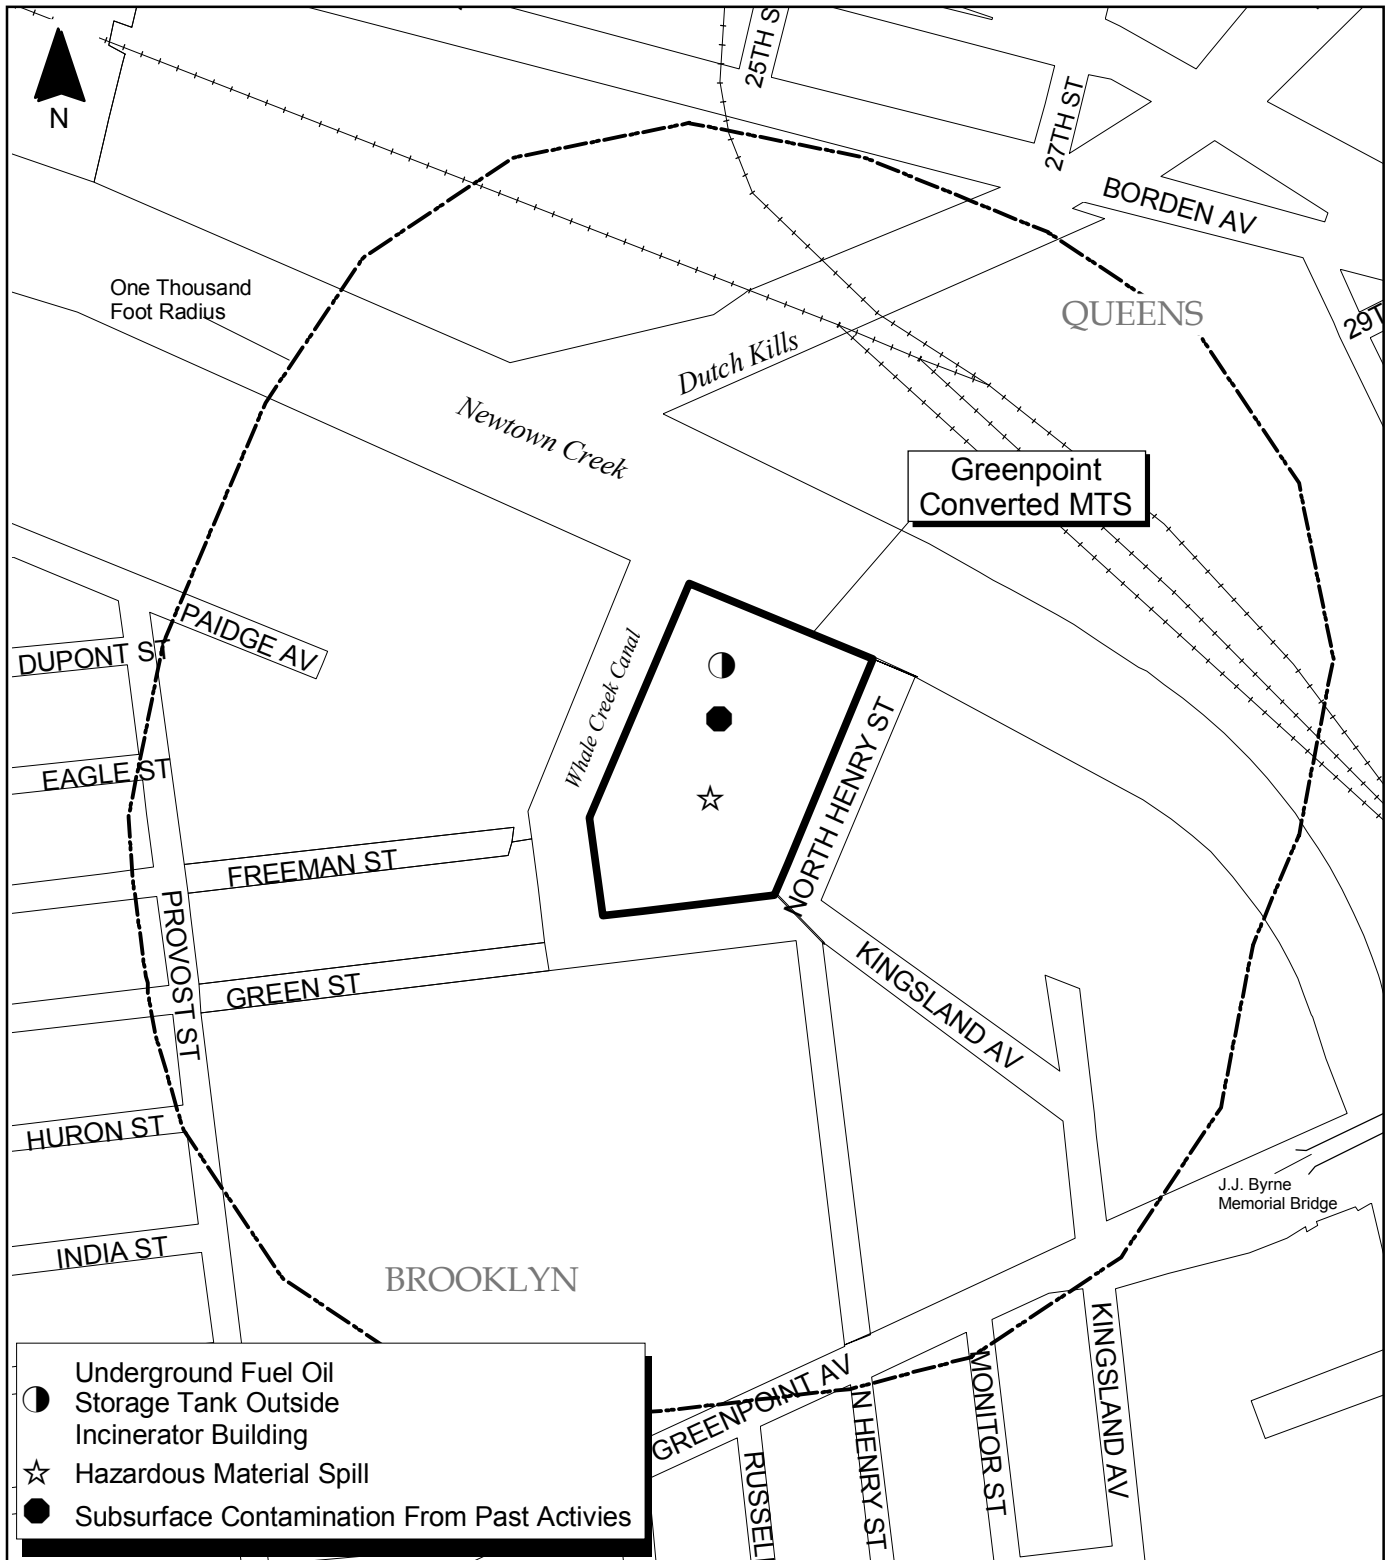 25TH S
27TH ST
N
BORDEN AV
One Thousand
Foot Radius
QUEENS
29T
Dutch Kills
Newtown Creek
Greenpoint
Converted MTS
PAIDGE AV
DUPONT ST
Whale Creek Canal
NORTH HENRY ST
EAGLE ST
FREEMAN ST
PROVOST ST
KINGSLAND AV
GREEN ST
HURON ST
J.J. Byrne
Memorial Bridge
INDIA ST
BROOKLYN
KINGSLAND AV
MONITOR ST
GREENPOINT AV
N HENRY ST
RUSSEL
Underground Fuel Oil
Storage Tank Outside
Incinerator Building
Hazardous Material Spill
Subsurface Contamination From Past Activies